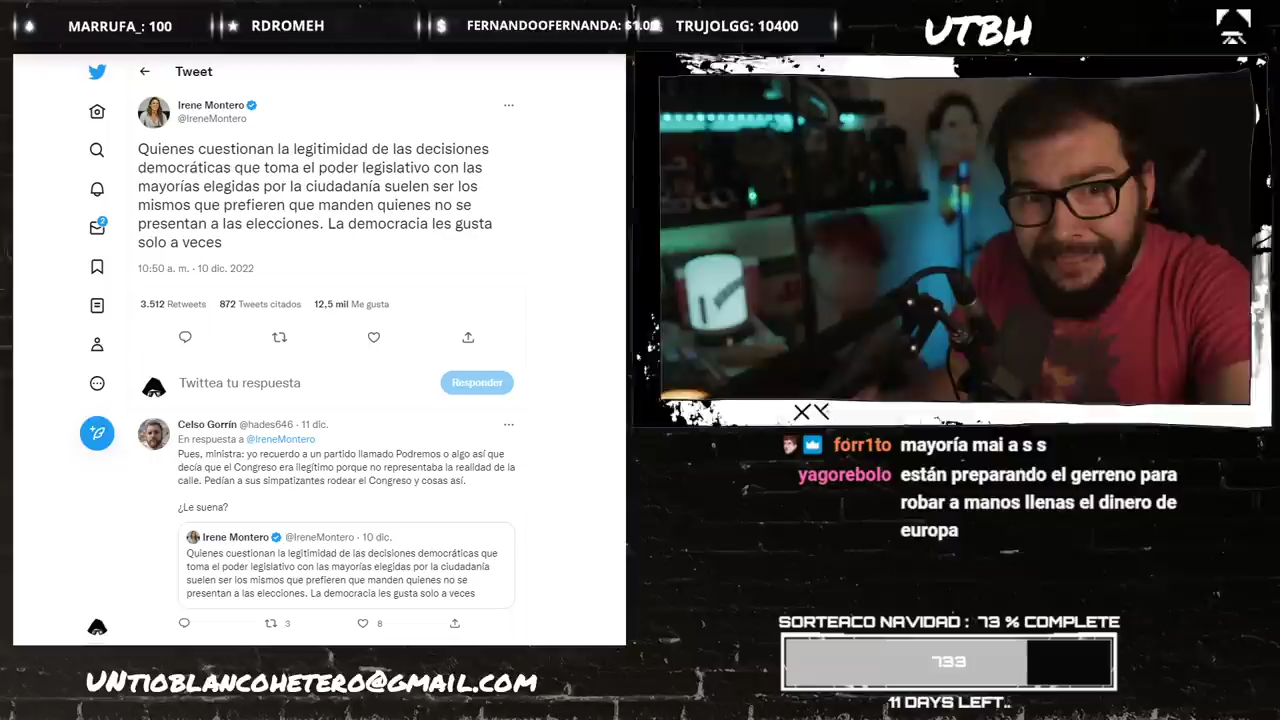 MARRUFA_: 100
RDROMEH
FERNANDOOFERNANDA: $1.0
TRUJOLGG: 10400
UTBH
Tweet
Irene Montero
@IreneMontero
Quienes cuestionan la legitimidad de las decisiones
democráticas que toma el poder legislativo con las
mayorías elegidas por la ciudadanía suelen ser los
mismos que prefieren que manden quienes no se
presentan a las elecciones. La democracia les gusta
solo a veces
10:50 a. m. · 10 dic. 2022
3.512 Retweets 872 Tweets citados 12,5 mil Me gusta
Twittea tu respuesta
Responder
Celso Gorrín @hades646 · 11 dic.
En respuesta a @IreneMontero
Pues, ministra: yo recuerdo a un partido llamado Podremos o algo así que
decía que el Congreso era ilegítimo porque no representaba la realidad de la
calle. Pedían a sus simpatizantes rodear el Congreso y cosas así.
¿Le suena?
Irene Montero @IreneMontero · 10 dic.
Quienes cuestionan la legitimidad de las decisiones democráticas que
toma el poder legislativo con las mayorías elegidas por la ciudadanía
suelen ser los mismos que prefieren que manden quienes no se
presentan a las elecciones. La democracia les gusta solo a veces
3 8
2
forr1to mayoría mai a s s
yagorebolo están preparando el gerreno para
robar a manos llenas el dinero de
europa
SORTEACO NAVIDAD : 73 % COMPLETE
733
11 DAYS LEFT..
UNTIOBLANCOHETERO@GMAIL.COM